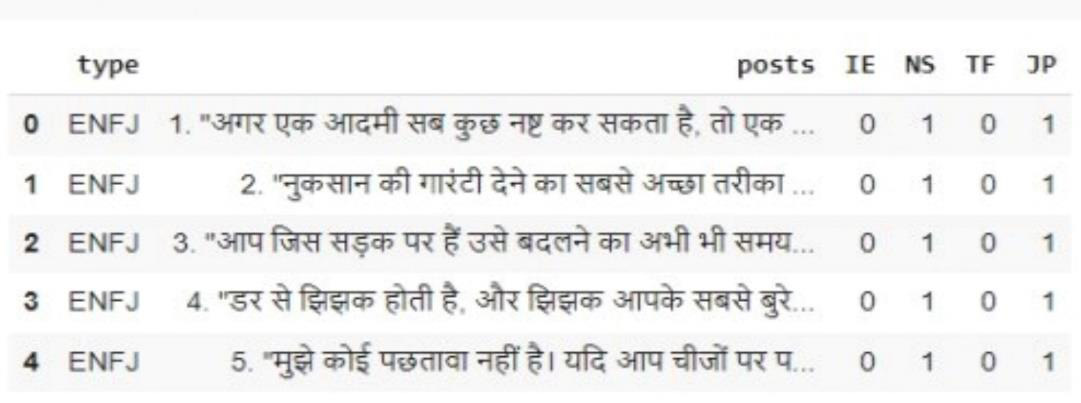 type posts IE NS TF JP
0 ENFJ 1. "अगर एक आदमी सब कुछ नष्ट कर सकता है, तो एक ... 0 1 0 1
1 ENFJ 2. "नुकसान की गारंटी देने का सबसे अच्छा तरीका ... 0 1 0 1
2 ENFJ 3. "आप जिस सड़क पर हैं उसे बदलने का अभी भी समय... 0 1 0 1
3 ENFJ 4. "डर से झिझक होती है, और झिझक आपके सबसे बुरे... 0 1 0 1
4 ENFJ 5. "मुझे कोई पछतावा नहीं है। यदि आप चीजों पर प... 0 1 0 1